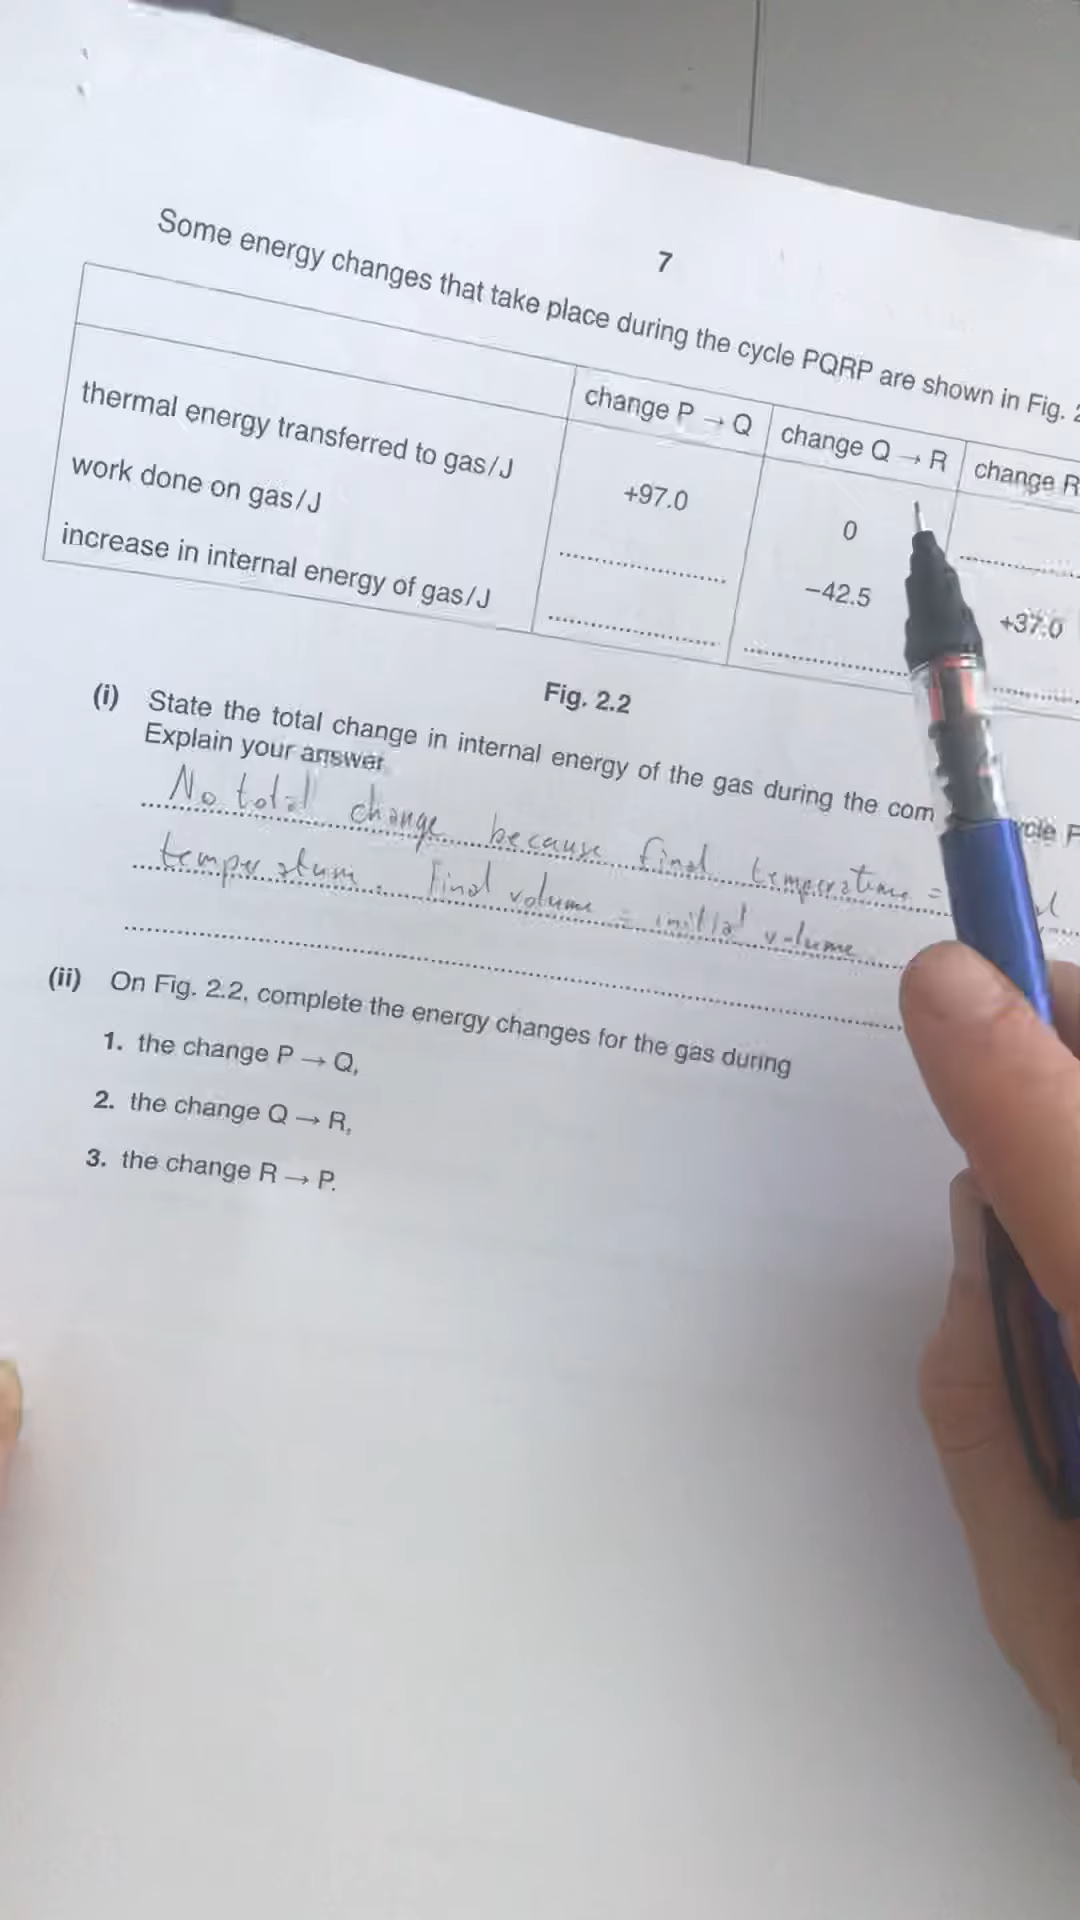 7
Some energy changes that take place during the cycle PQRP are shown in Fig.
change P → Q change Q → R change R
thermal energy transferred to gas/J +97.0 0
work done on gas/J −42.5 +37.0
increase in internal energy of gas/J
Fig. 2.2
(i) State the total change in internal energy of the gas during the com
Explain your answer
No total change because final temperature =
temperature. Final volume = initial volume
(ii) On Fig. 2.2, complete the energy changes for the gas during
1. the change P → Q,
2. the change Q → R,
3. the change R → P.